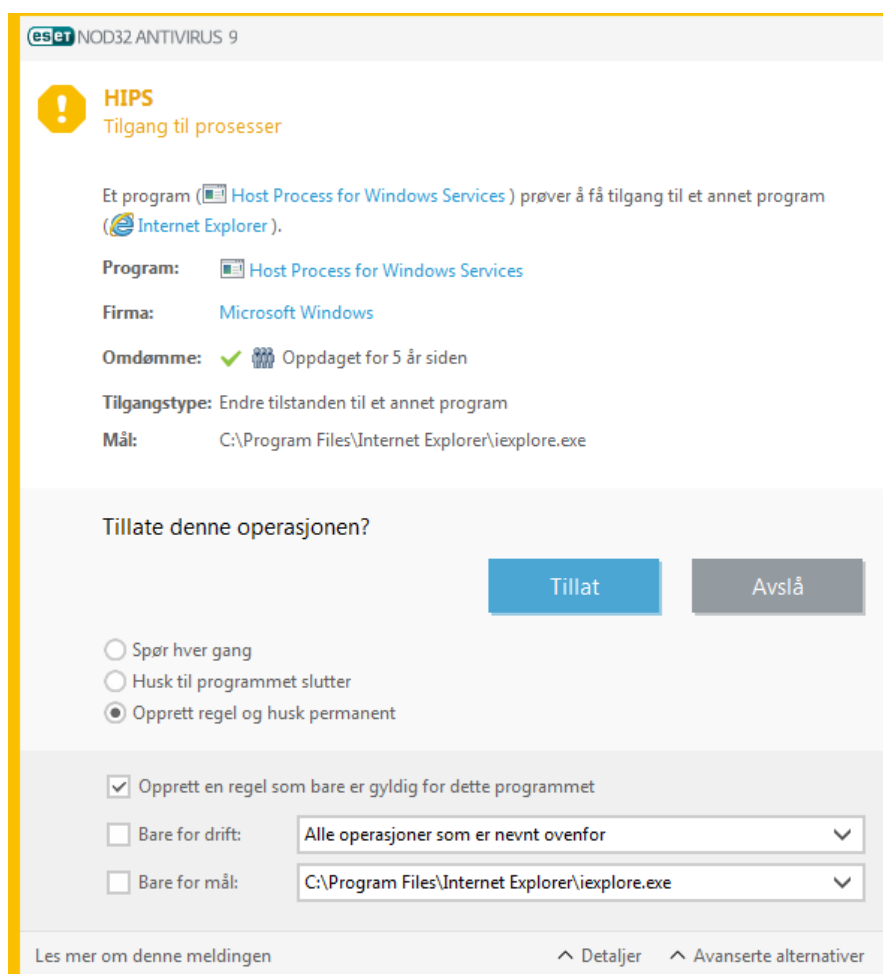 eset NOD32 ANTIVIRUS 9
HIPS
Tilgang til prosesser
Et program ( Host Process for Windows Services ) prøver å få tilgang til et annet program
( Internet Explorer ).
Program: Host Process for Windows Services
Firma: Microsoft Windows
Omdømme: Oppdaget for 5 år siden
Tilgangstype: Endre tilstanden til et annet program
Mål: C:\Program Files\Internet Explorer\iexplore.exe
Tillate denne operasjonen?
Tillat Avslå
Spør hver gang
Husk til programmet slutter
Opprett regel og husk permanent
Opprett en regel som bare er gyldig for dette programmet
Bare for drift: Alle operasjoner som er nevnt ovenfor
Bare for mål: C:\Program Files\Internet Explorer\iexplore.exe
Les mer om denne meldingen Detaljer Avanserte alternativer